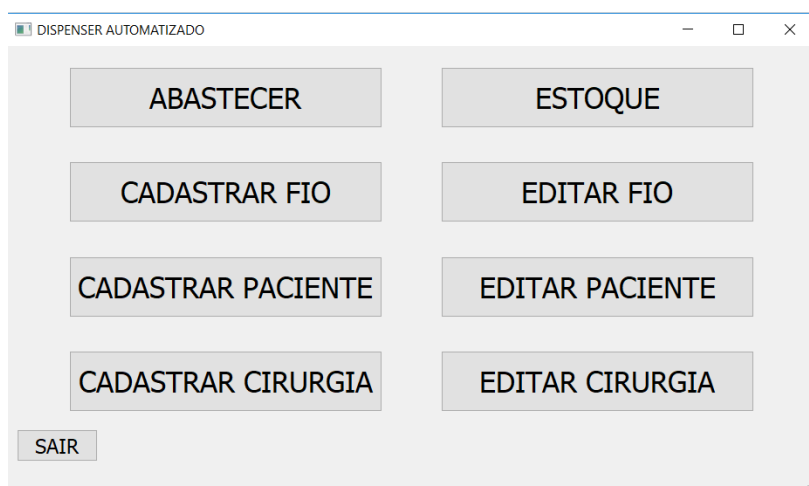 DISPENSER AUTOMATIZADO
ABASTECER
ESTOQUE
CADASTRAR FIO
EDITAR FIO
CADASTRAR PACIENTE
EDITAR PACIENTE
CADASTRAR CIRURGIA
EDITAR CIRURGIA
SAIR